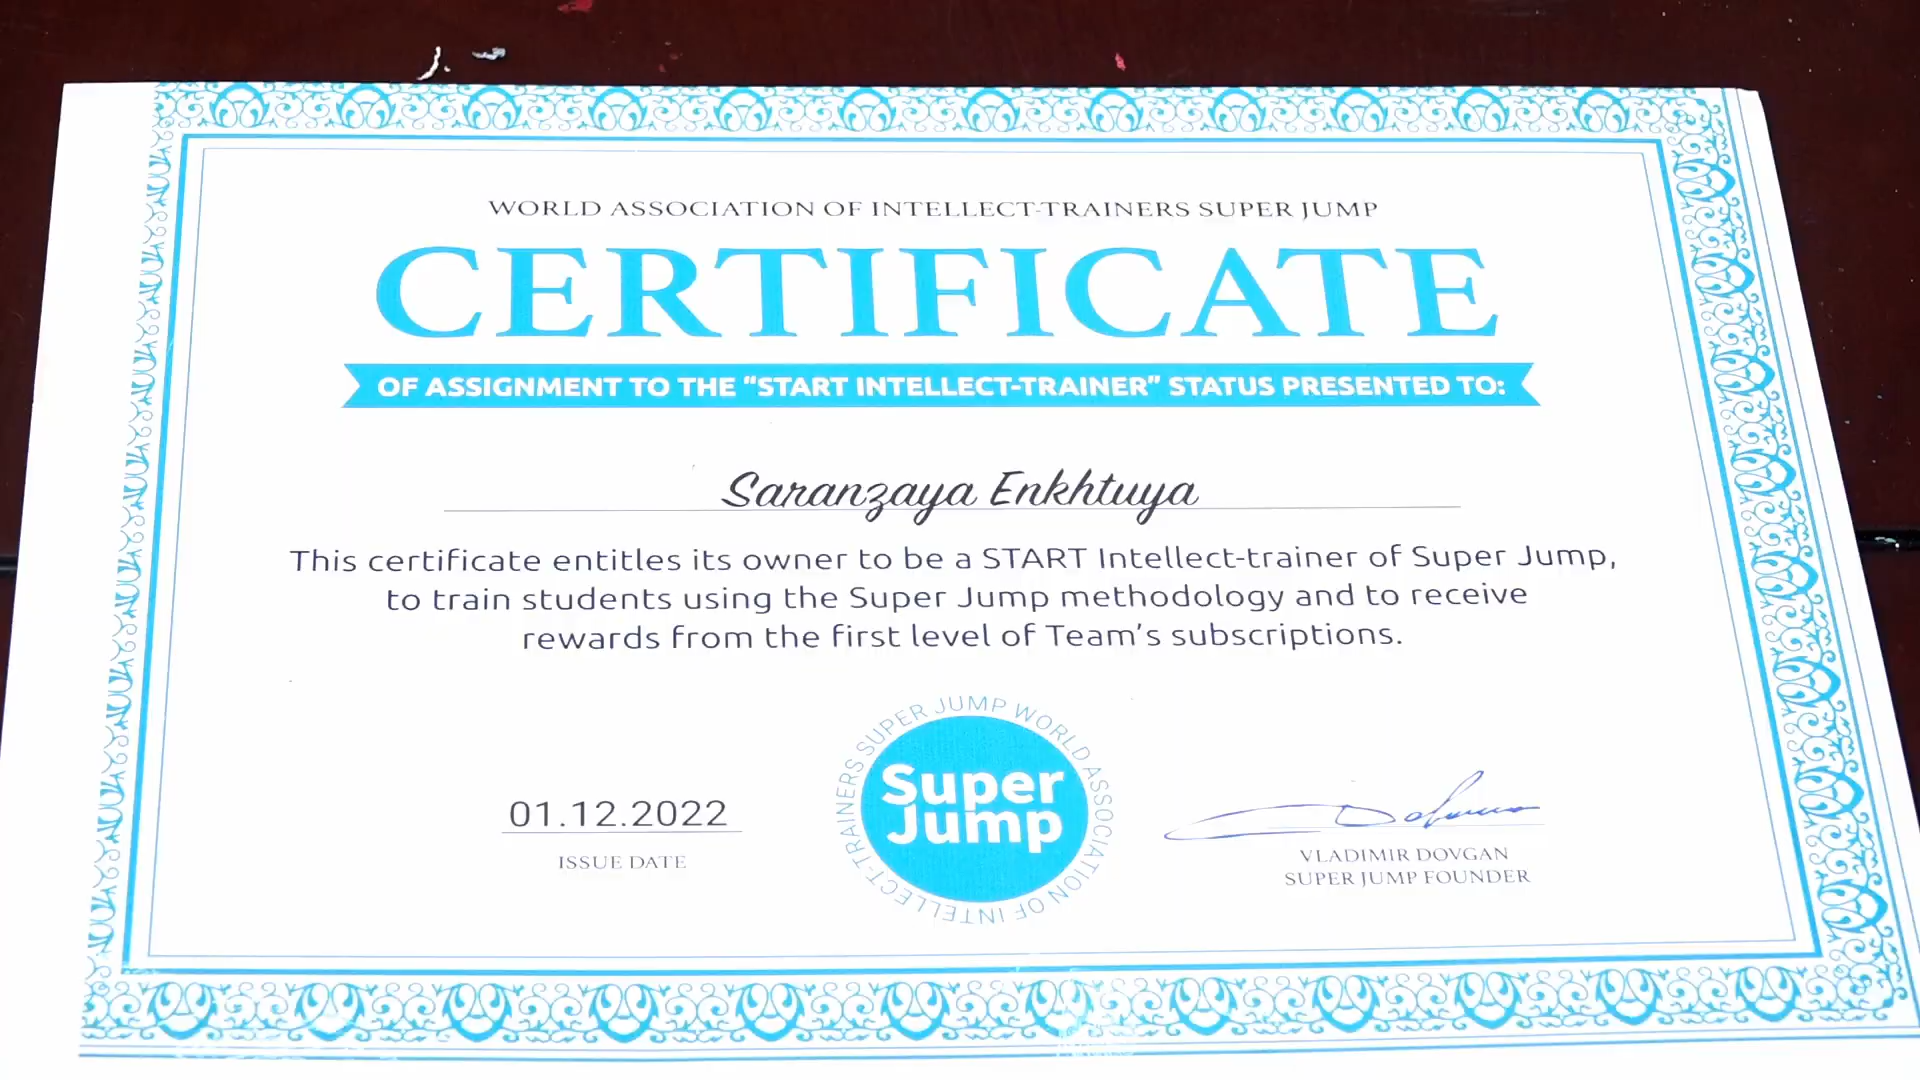 WORLD ASSOCIATION OF INTELLECT-TRAINERS SUPER JUMP
CERTIFICATE
OF ASSIGNMENT TO THE "START INTELLECT-TRAINER" STATUS PRESENTED TO:
Saranzaya Enkhtuya
This certificate entitles its owner to be a START Intellect-trainer of Super Jump,
to train students using the Super Jump methodology and to receive
rewards from the first level of Team's subscriptions.
SUPER JUMP WORLD ASSOCIATION OF INTELLECT-TRAINERS
Super
Jump
01.12.2022
ISSUE DATE
VLADIMIR DOVGAN
SUPER JUMP FOUNDER